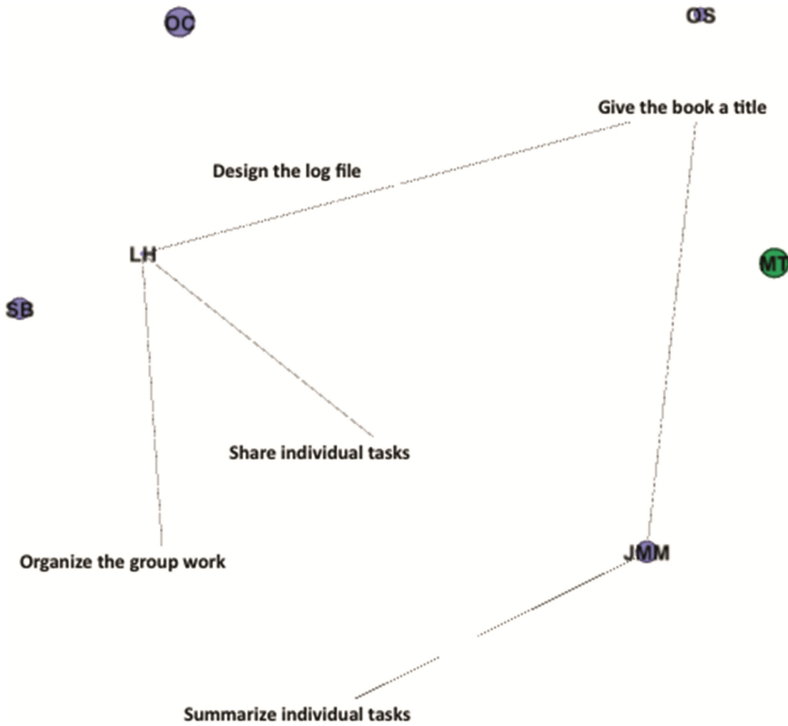 OC
OS
Give the book a title
Design the log file
LH
MT
SB
Share individual tasks
JMM
Organize the group work
Summarize individual tasks